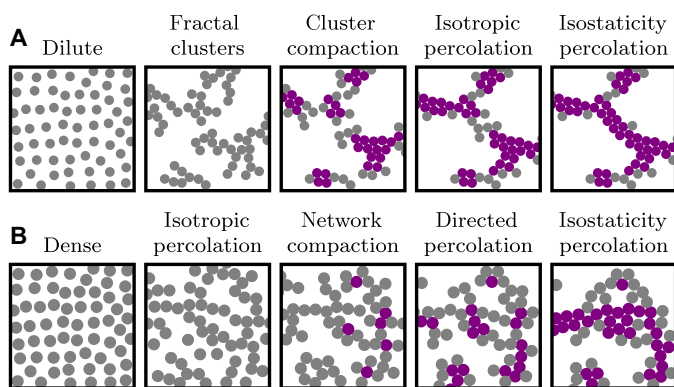 A
Dilute
Fractal
clusters
Cluster
compaction
Isotropic
percolation
Isostaticity
percolation
B
Dense
Isotropic
percolation
Network
compaction
Directed
percolation
Isostaticity
percolation